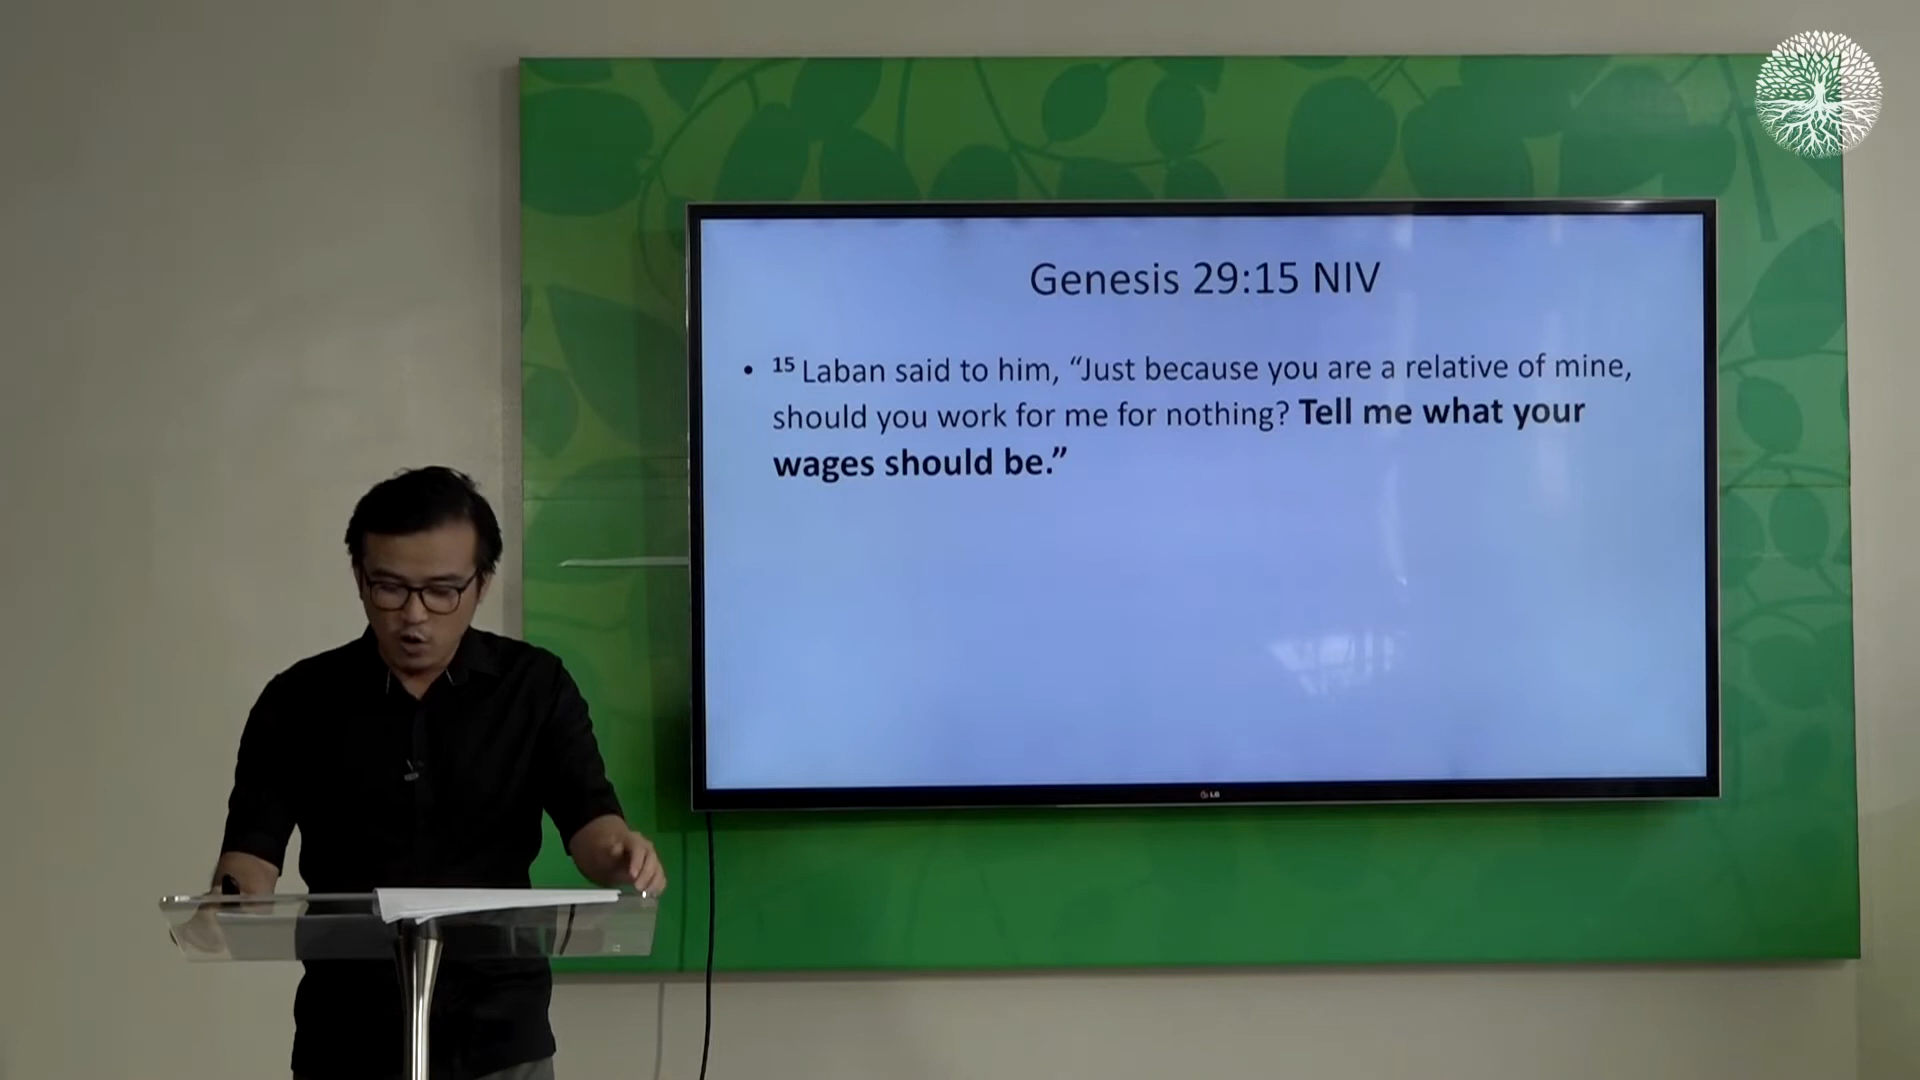 Genesis 29:15 NIV
• 15 Laban said to him, “Just because you are a relative of mine,
should you work for me for nothing? Tell me what your
wages should be.”
LG